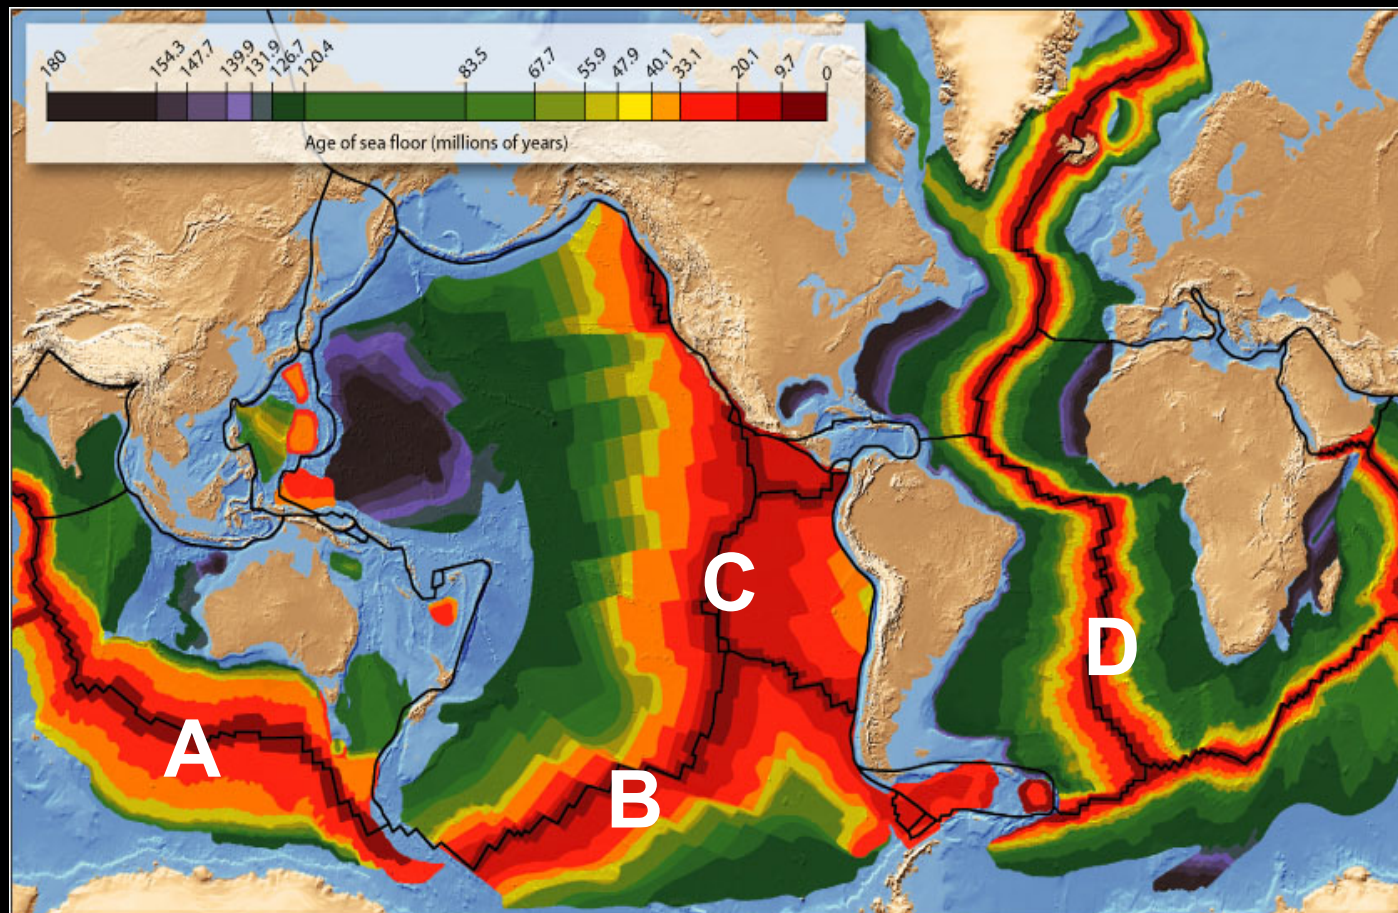 180 154.3 147.7 139.9 131.9 126.7 120.4 83.5 67.7 55.9 47.9 40.1 33.1 20.1 9.7 0
Age of sea floor (millions of years)
C
D
A
B